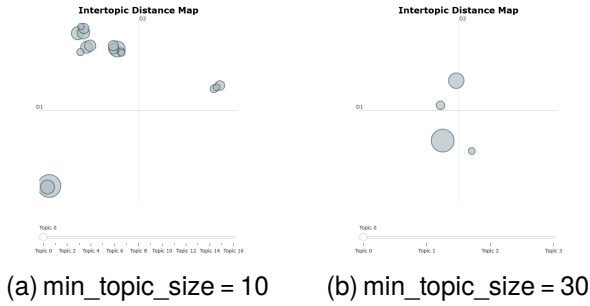 Intertopic Distance Map
D2
D1
Topic 0
Topic 0 Topic 2 Topic 4 Topic 6 Topic 8 Topic 10 Topic 12 Topic 14 Topic 16
(a) min_topic_size = 10
Intertopic Distance Map
D2
D1
Topic 0
Topic 0 Topic 1 Topic 2 Topic 3
(b) min_topic_size = 30